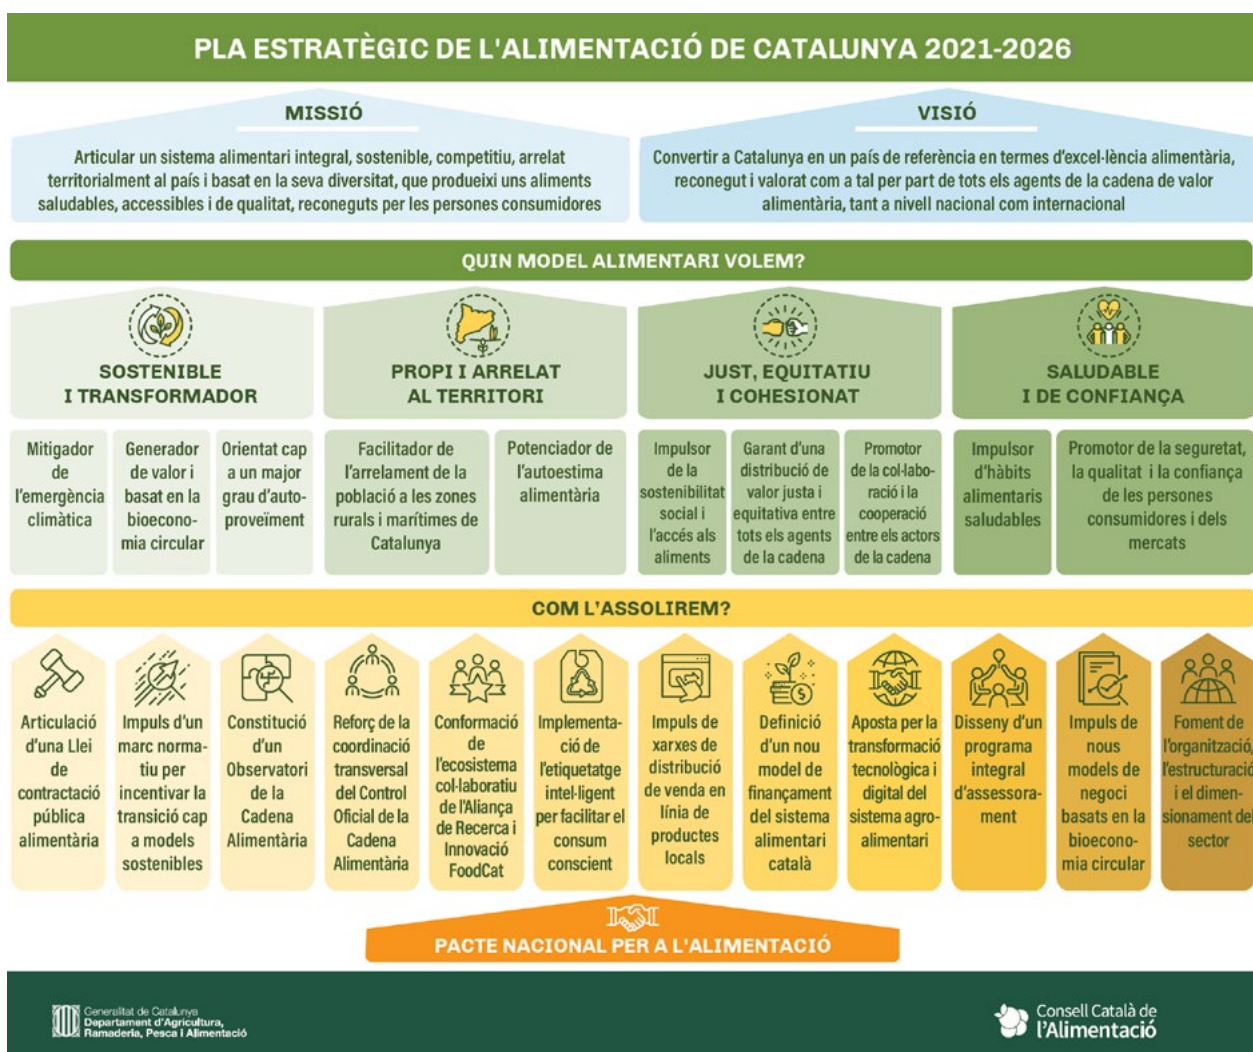 PLA ESTRATÈGIC DE L'ALIMENTACIÓ DE CATALUNYA 2021-2026
MISSIÓ
Articular un sistema alimentari integral, sostenible, competitiu, arrelat
territorialment al país i basat en la seva diversitat, que produeixi uns aliments
saludables, accessibles i de qualitat, reconeguts per les persones consumidores
VISIÓ
Convertir a Catalunya en un país de referència en termes d'excel·lència alimentària,
reconegut i valorat com a tal per part de tots els agents de la cadena de valor
alimentària, tant a nivell nacional com internacional
QUIN MODEL ALIMENTARI VOLEM?
SOSTENIBLE
I TRANSFORMADOR
Mitigador
de
l'emergència
climàtica
Generador
de valor i
basat en la
bioecono-
mia circular
Orientat cap
a un major
grau d'auto-
proveïment
PROPI I ARRELAT
AL TERRITORI
Facilitador de
l'arrelament de la
població a les zones
rurals i marítimes de
Catalunya
Potenciador de
l'autoestima
alimentària
JUST, EQUITATIU
I COHESIONAT
Impulsor
de la
sostenibilitat
social i
l'accés als
aliments
Garant d'una
distribució de
valor justa i
equitativa entre
tots els agents
de la cadena
Promotor
de la col·labo-
ració i la
cooperació
entre els actors
de la cadena
SALUDABLE
I DE CONFIANÇA
Impulsor
d'hàbits
alimentaris
saludables
Promotor de la seguretat,
la qualitat i la confiança
de les persones
consumidores i dels
mercats
COM L'ASSOLIREM?
Articulació
d'una Llei
de
contractació
pública
alimentària
Impuls d'un
marc norma-
tiu per
incentivar la
transició cap
a models
sostenibles
Constitució
d'un
Observatori
de la
Cadena
Alimentària
Reforç de la
coordinació
transversal
del Control
Oficial de la
Cadena
Alimentària
Conformació
de
l'ecosistema
col·laboratiu
de l'Aliança
de Recerca i
Innovació
FoodCat
Implementa-
ció de
l'etiquetatge
intel·ligent
per facilitar el
consum
conscient
Impuls de
xarxes de
distribució
de venda en
línia de
productes
locals
Definició
d'un nou
model de
finançament
del sistema
alimentari
català
Aposta per la
transformació
tecnològica i
digital del
sistema agro-
alimentari
Disseny d'un
programa
integral
d'assessora-
ment
Impuls de
nous
models de
negoci
basats en la
bioecono-
mia circular
Foment de
l'organització,
l'estructuració
i el dimen-
sionament del
sector
PACTE NACIONAL PER A L'ALIMENTACIÓ
Generalitat de Catalunya
Departament d'Agricultura,
Ramaderia, Pesca i Alimentació
Consell Català de
l'Alimentació